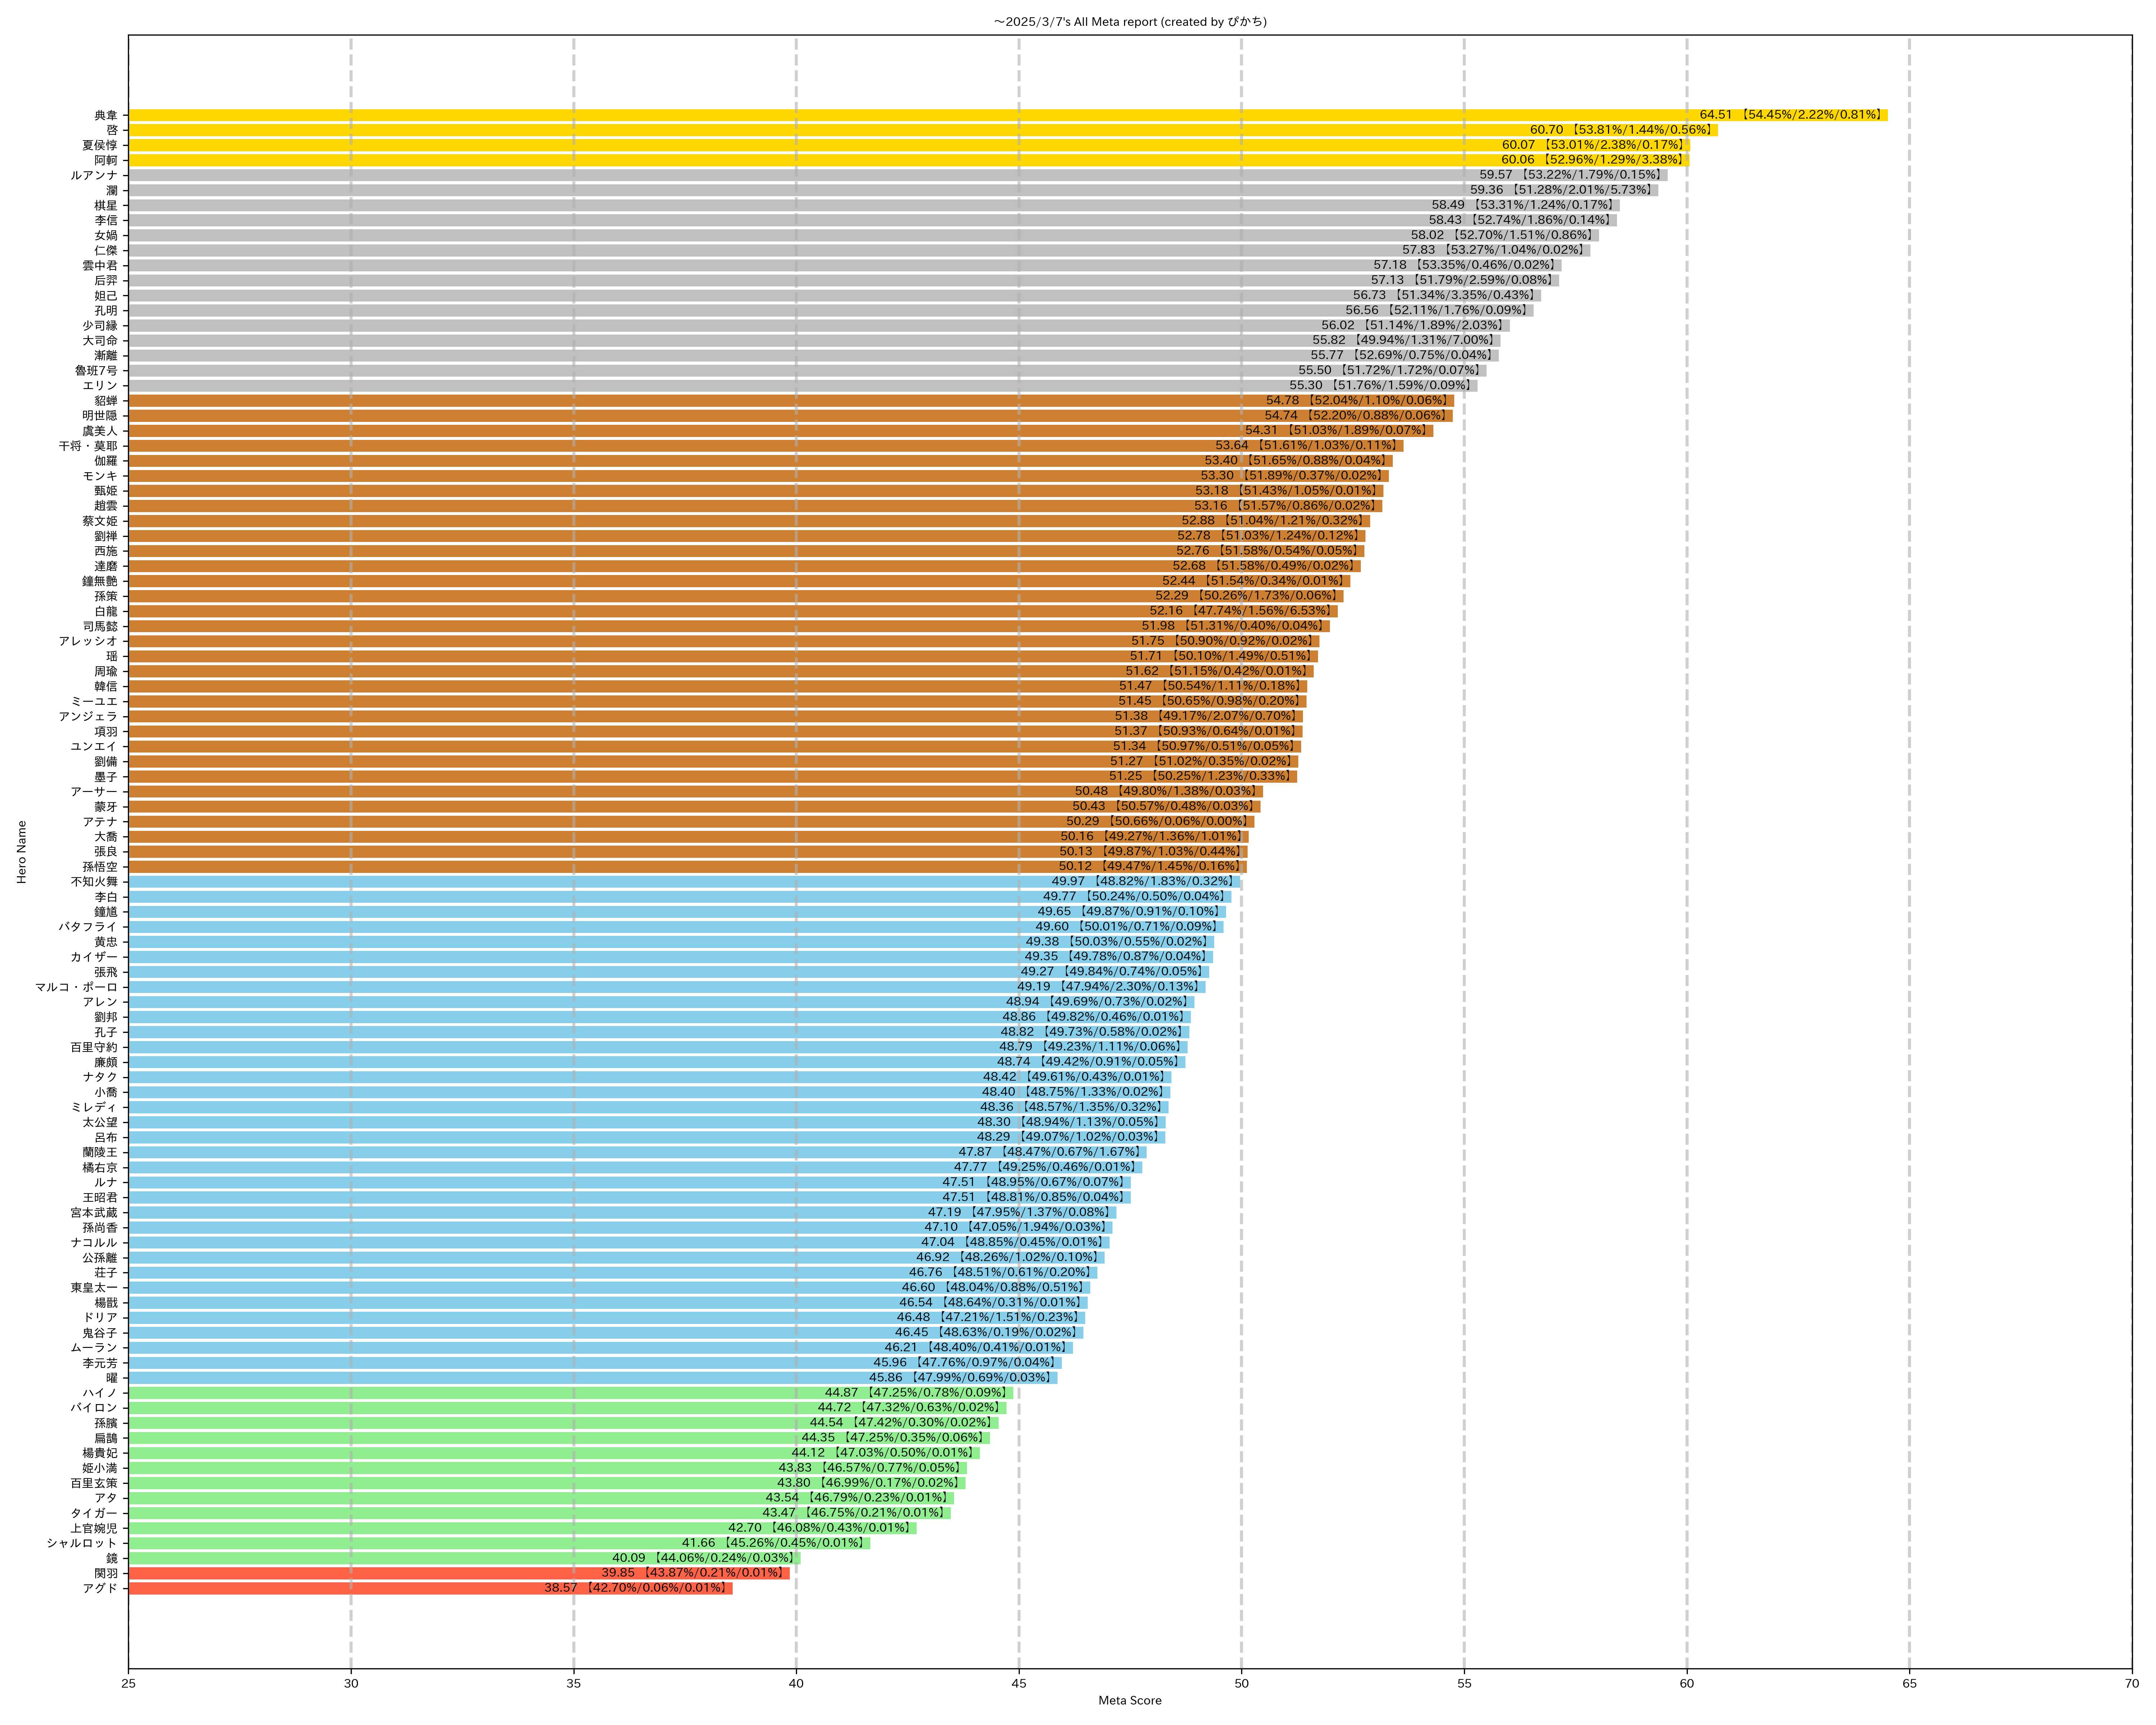 ～2025/3/7's All Meta report (created by ぴかち)
典韋 64.51 【54.45%/2.22%/0.81%】
啓 60.70 【53.81%/1.44%/0.56%】
夏侯惇 60.07 【53.01%/2.38%/0.17%】
阿軻 60.06 【52.96%/1.29%/3.38%】
ルアンナ 59.57 【53.22%/1.79%/0.15%】
瀾 59.36 【51.28%/2.01%/5.73%】
棋星 58.49 【53.31%/1.24%/0.17%】
李信 58.43 【52.74%/1.86%/0.14%】
女媧 58.02 【52.70%/1.51%/0.86%】
仁傑 57.83 【53.27%/1.04%/0.02%】
雲中君 57.18 【53.35%/0.46%/0.02%】
后羿 57.13 【51.79%/2.59%/0.08%】
妲己 56.73 【51.34%/3.35%/0.43%】
孔明 56.56 【52.11%/1.76%/0.09%】
少司縁 56.02 【51.14%/1.89%/2.03%】
大司命 55.82 【49.94%/1.31%/7.00%】
漸離 55.77 【52.69%/0.75%/0.04%】
魯班7号 55.50 【51.72%/1.72%/0.07%】
エリン 55.30 【51.76%/1.59%/0.09%】
貂蝉 54.78 【52.04%/1.10%/0.06%】
明世隠 54.74 【52.20%/0.88%/0.06%】
虞美人 54.31 【51.03%/1.89%/0.07%】
干将・莫耶 53.64 【51.61%/1.03%/0.11%】
伽羅 53.40 【51.65%/0.88%/0.04%】
モンキ 53.30 【51.89%/0.37%/0.02%】
甄姫 53.18 【51.43%/1.05%/0.01%】
趙雲 53.16 【51.57%/0.86%/0.02%】
蔡文姫 52.88 【51.04%/1.21%/0.32%】
劉禅 52.78 【51.03%/1.24%/0.12%】
西施 52.76 【51.58%/0.54%/0.05%】
達磨 52.68 【51.58%/0.49%/0.02%】
鐘無艶 52.44 【51.54%/0.34%/0.01%】
孫策 52.29 【50.26%/1.73%/0.06%】
白龍 52.16 【47.74%/1.56%/6.53%】
司馬懿 51.98 【51.31%/0.40%/0.04%】
アレッシオ 51.75 【50.90%/0.92%/0.02%】
瑶 51.71 【50.10%/1.49%/0.51%】
周瑜 51.62 【51.15%/0.42%/0.01%】
韓信 51.47 【50.54%/1.11%/0.18%】
ミーユエ 51.45 【50.65%/0.98%/0.20%】
アンジェラ 51.38 【49.17%/2.07%/0.70%】
項羽 51.37 【50.93%/0.64%/0.01%】
ユンエイ 51.34 【50.97%/0.51%/0.05%】
劉備 51.27 【51.02%/0.35%/0.02%】
墨子 51.25 【50.25%/1.23%/0.33%】
アーサー 50.48 【49.80%/1.38%/0.03%】
蒙牙 50.43 【50.57%/0.48%/0.03%】
アテナ 50.29 【50.66%/0.06%/0.00%】
大喬 50.16 【49.27%/1.36%/1.01%】
張良 50.13 【49.87%/1.03%/0.44%】
孫悟空 50.12 【49.47%/1.45%/0.16%】
不知火舞 49.97 【48.82%/1.83%/0.32%】
李白 49.77 【50.24%/0.50%/0.04%】
鐘馗 49.65 【49.87%/0.91%/0.10%】
バタフライ 49.60 【50.01%/0.71%/0.09%】
黄忠 49.38 【50.03%/0.55%/0.02%】
カイザー 49.35 【49.78%/0.87%/0.04%】
張飛 49.27 【49.84%/0.74%/0.05%】
マルコ・ポーロ 49.19 【47.94%/2.30%/0.13%】
アレン 48.94 【49.69%/0.73%/0.02%】
劉邦 48.86 【49.82%/0.46%/0.01%】
孔子 48.82 【49.73%/0.58%/0.02%】
百里守約 48.79 【49.23%/1.11%/0.06%】
廉頗 48.74 【49.42%/0.91%/0.05%】
ナタク 48.42 【49.61%/0.43%/0.01%】
小喬 48.40 【48.75%/1.33%/0.02%】
ミレディ 48.36 【48.57%/1.35%/0.32%】
太公望 48.30 【48.94%/1.13%/0.05%】
呂布 48.29 【49.07%/1.02%/0.03%】
蘭陵王 47.87 【48.47%/0.67%/1.67%】
橘右京 47.77 【49.25%/0.46%/0.01%】
ルナ 47.51 【48.95%/0.67%/0.07%】
王昭君 47.51 【48.81%/0.85%/0.04%】
宮本武蔵 47.19 【47.95%/1.37%/0.08%】
孫尚香 47.10 【47.05%/1.94%/0.03%】
ナコルル 47.04 【48.85%/0.45%/0.01%】
公孫離 46.92 【48.26%/1.02%/0.10%】
荘子 46.76 【48.51%/0.61%/0.20%】
東皇太一 46.60 【48.04%/0.88%/0.51%】
楊戩 46.54 【48.64%/0.31%/0.01%】
ドリア 46.48 【47.21%/1.51%/0.23%】
鬼谷子 46.45 【48.63%/0.19%/0.02%】
ムーラン 46.21 【48.40%/0.41%/0.01%】
李元芳 45.96 【47.76%/0.97%/0.04%】
曜 45.86 【47.99%/0.69%/0.03%】
ハイノ 44.87 【47.25%/0.78%/0.09%】
バイロン 44.72 【47.32%/0.63%/0.02%】
孫臏 44.54 【47.42%/0.30%/0.02%】
扁鵲 44.35 【47.25%/0.35%/0.06%】
楊貴妃 44.12 【47.03%/0.50%/0.01%】
姫小満 43.83 【46.57%/0.77%/0.05%】
百里玄策 43.80 【46.99%/0.17%/0.02%】
アタ 43.54 【46.79%/0.23%/0.01%】
タイガー 43.47 【46.75%/0.21%/0.01%】
上官婉児 42.70 【46.08%/0.43%/0.01%】
シャルロット 41.66 【45.26%/0.45%/0.01%】
鏡 40.09 【44.06%/0.24%/0.03%】
関羽 39.85 【43.87%/0.21%/0.01%】
アグド 38.57 【42.70%/0.06%/0.01%】
Hero Name
25 30 35 40 45 50 55 60 65 70
Meta Score